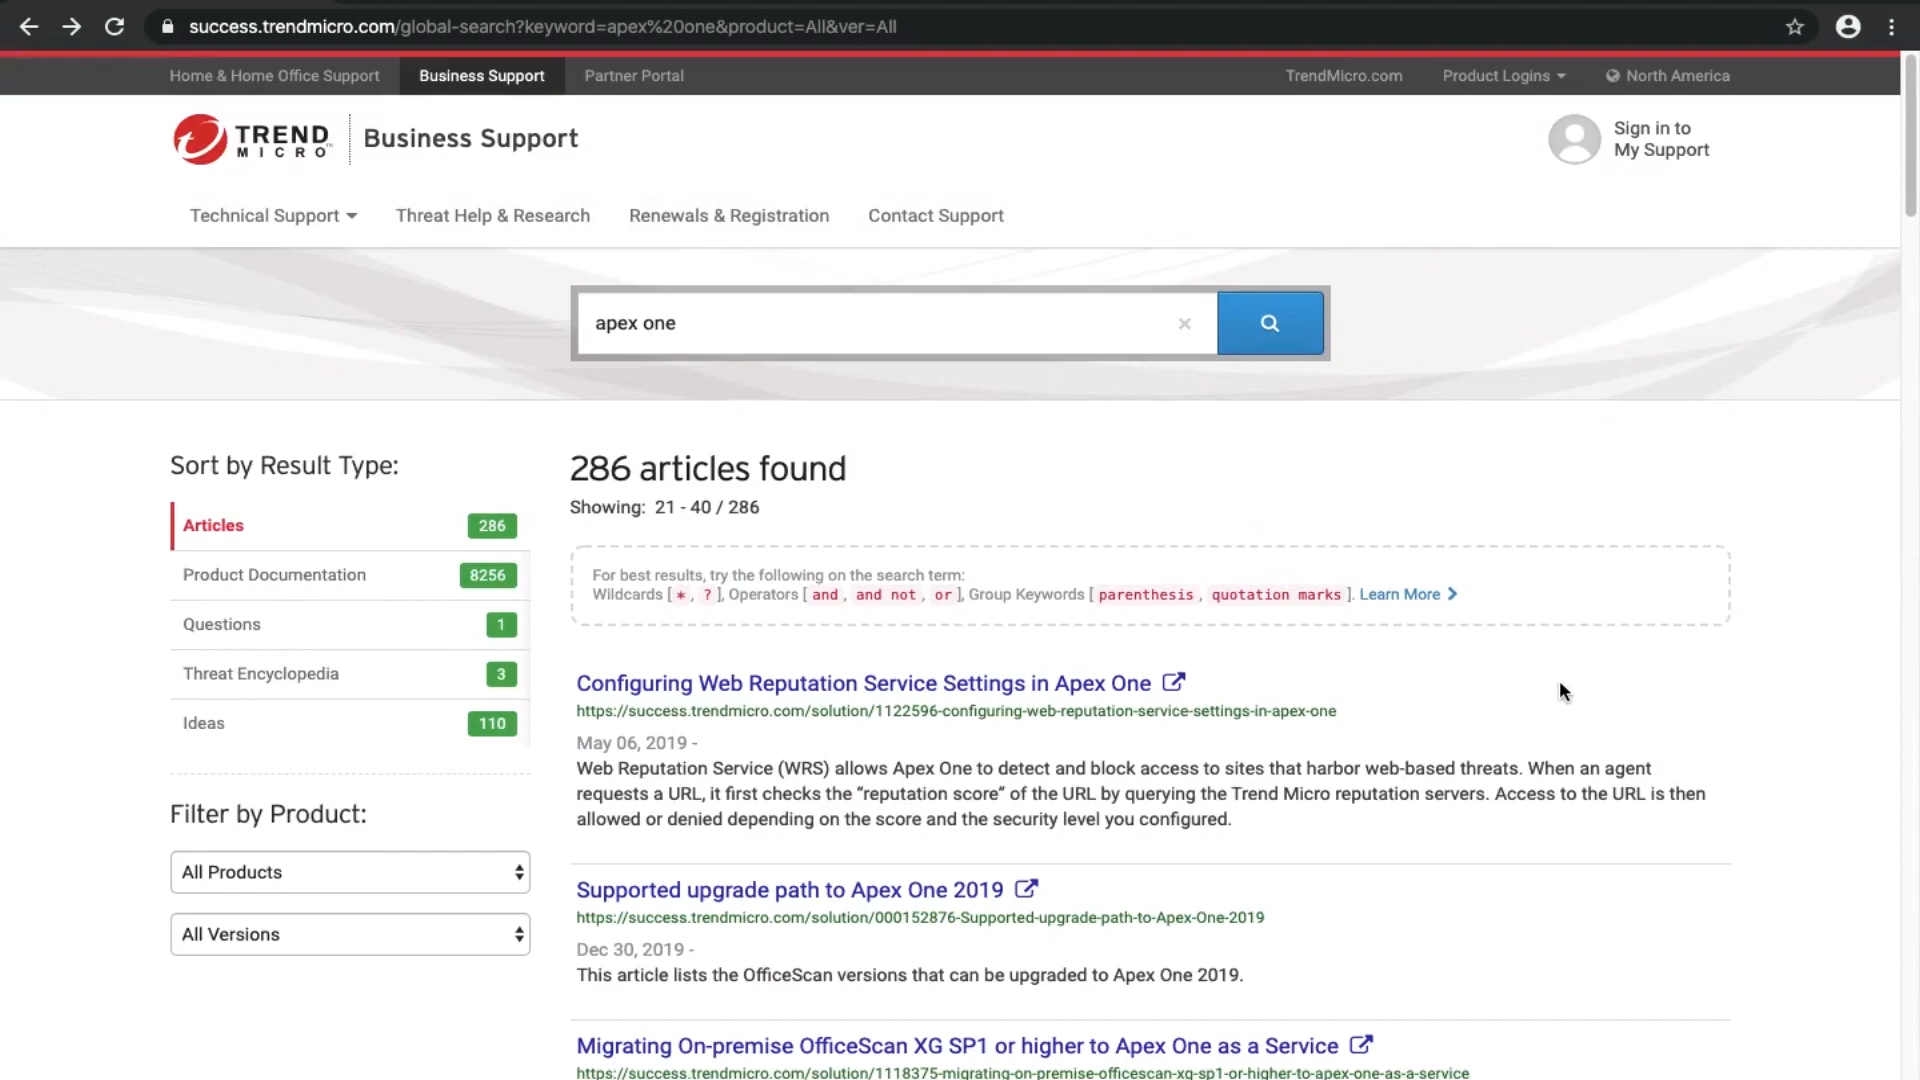 success.trendmicro.com/global-search?keyword=apex%20one&product=All&ver=All
Home & Home Office Support
Business Support
Partner Portal
TrendMicro.com
Product Logins
North America
TREND
MICRO
Business Support
Sign in to
My Support
Technical Support
Threat Help & Research
Renewals & Registration
Contact Support
apex one
Sort by Result Type:
Articles 286
Product Documentation 8256
Questions 1
Threat Encyclopedia 3
Ideas 110
Filter by Product:
All Products
All Versions
286 articles found
Showing: 21 - 40 / 286
For best results, try the following on the search term:
Wildcards [ * , ? ], Operators [ and , and not , or ], Group Keywords [ parenthesis , quotation marks ]. Learn More
Configuring Web Reputation Service Settings in Apex One
https://success.trendmicro.com/solution/1122596-configuring-web-reputation-service-settings-in-apex-one
May 06, 2019 -
Web Reputation Service (WRS) allows Apex One to detect and block access to sites that harbor web-based threats. When an agent
requests a URL, it first checks the “reputation score” of the URL by querying the Trend Micro reputation servers. Access to the URL is then
allowed or denied depending on the score and the security level you configured.
Supported upgrade path to Apex One 2019
https://success.trendmicro.com/solution/000152876-Supported-upgrade-path-to-Apex-One-2019
Dec 30, 2019 -
This article lists the OfficeScan versions that can be upgraded to Apex One 2019.
Migrating On-premise OfficeScan XG SP1 or higher to Apex One as a Service
https://success.trendmicro.com/solution/1118375-migrating-on-premise-officescan-xg-sp1-or-higher-to-apex-one-as-a-service